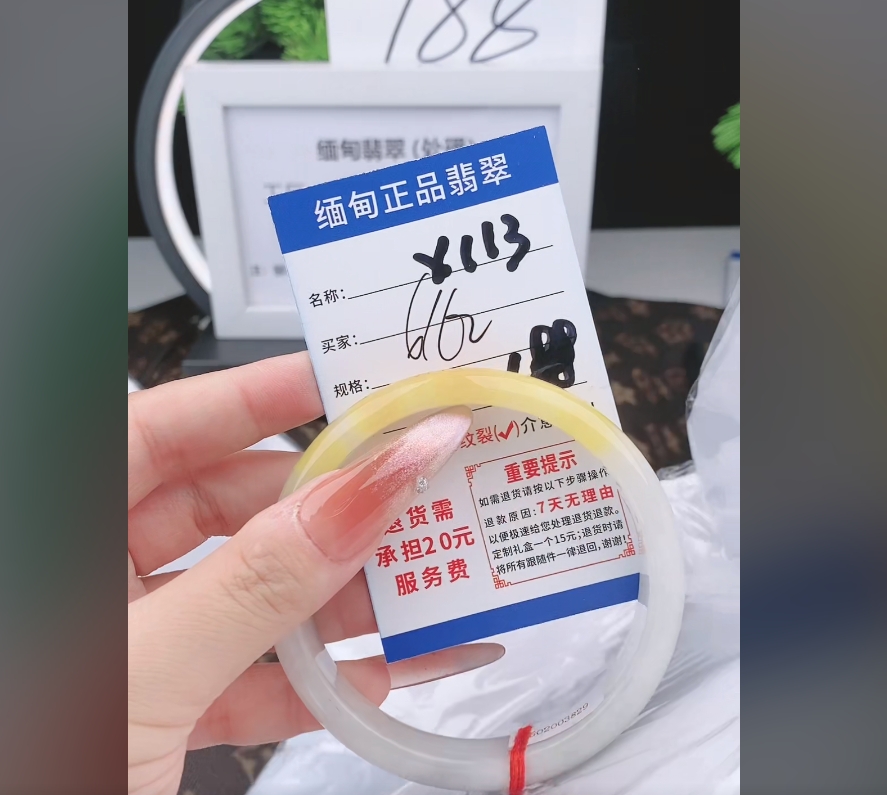 188
缅甸翡翠(处理)
缅甸正品翡翠
名称: X113
买家: 6162
规格:
纹裂(✓)介意
重要提示
如需退货请按以下步骤操作
退款原因:7天无理由
以便极速给您处理退货退款。
定制礼盒一个15元;退货时请
将所有跟随件一律退回,谢谢!
退货需
承担20元
服务费